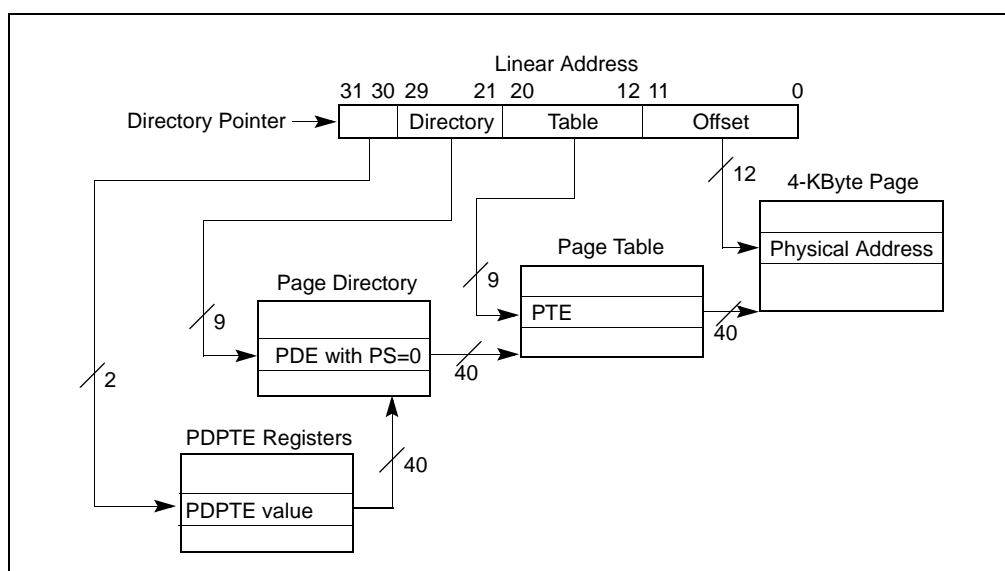 Linear Address
31 30 29 21 20 12 11 0
Directory Pointer Directory Table Offset
12
4-KByte Page
Physical Address
Page Table
9
PTE
40
Page Directory
9
PDE with PS=0
40
2
PDPTE Registers
40
PDPTE value